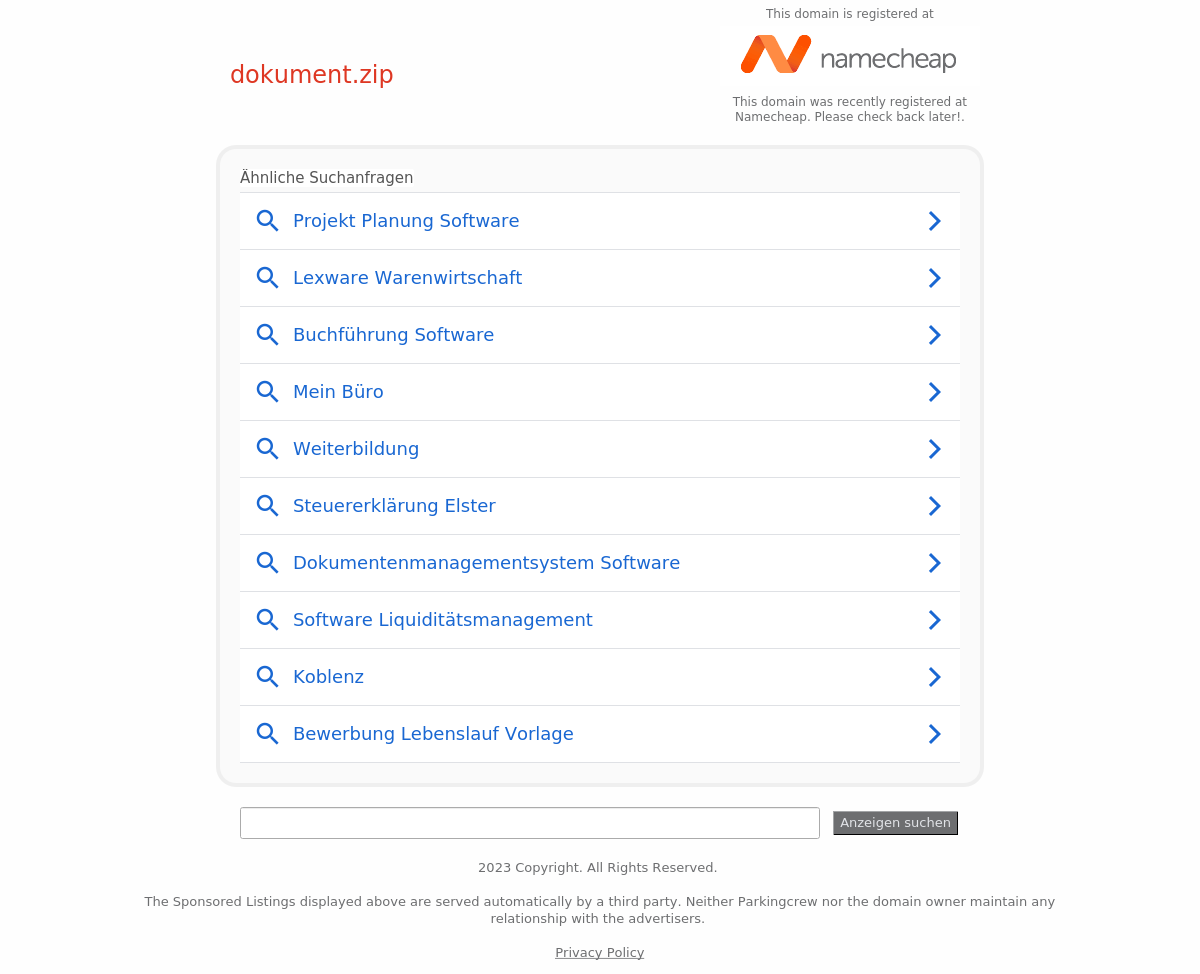 This domain is registered at
namecheap
dokument.zip
This domain was recently registered at
Namecheap. Please check back later!.
Ähnliche Suchanfragen
Projekt Planung Software
Lexware Warenwirtschaft
Buchführung Software
Mein Büro
Weiterbildung
Steuererklärung Elster
Dokumentenmanagementsystem Software
Software Liquiditätsmanagement
Koblenz
Bewerbung Lebenslauf Vorlage
Anzeigen suchen
2023 Copyright. All Rights Reserved.
The Sponsored Listings displayed above are served automatically by a third party. Neither Parkingcrew nor the domain owner maintain any
relationship with the advertisers.
Privacy Policy